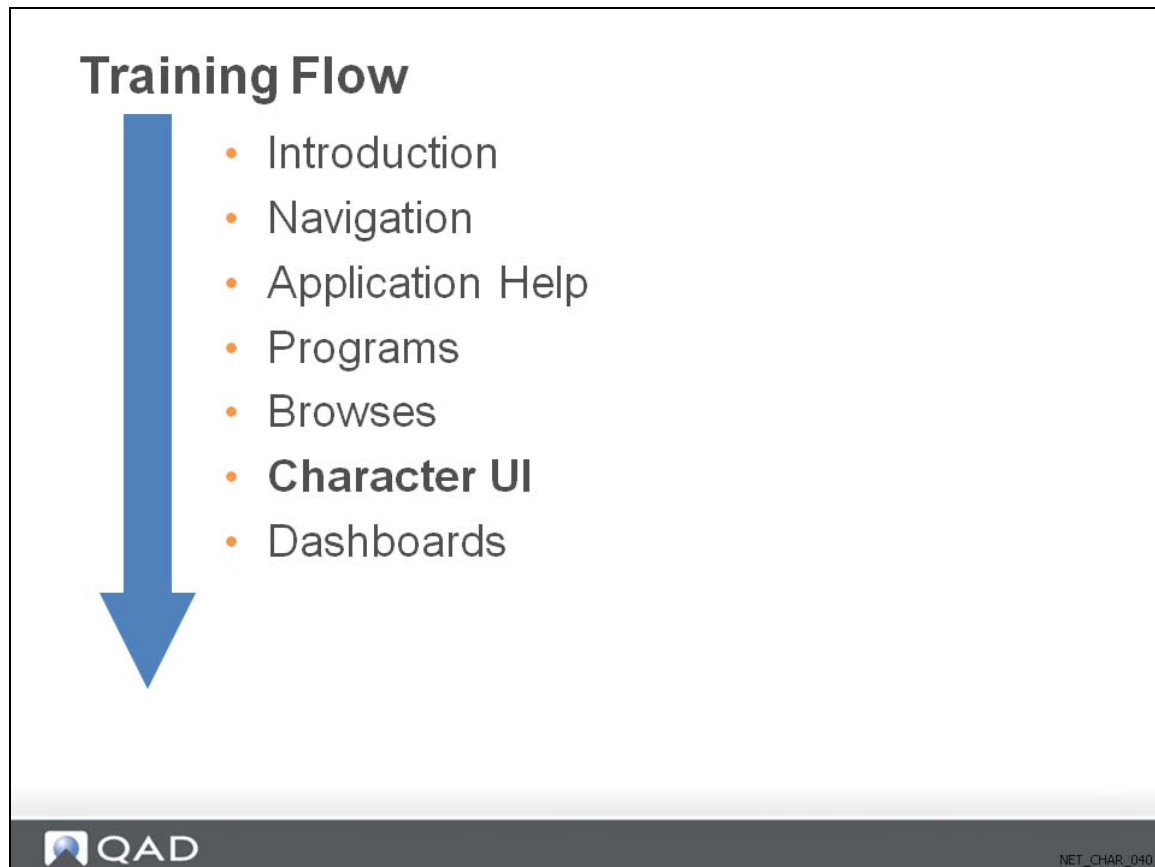 Training Flow
• Introduction
• Navigation
• Application Help
• Programs
• Browses
• Character UI
• Dashboards
QAD
NET_CHAR_040